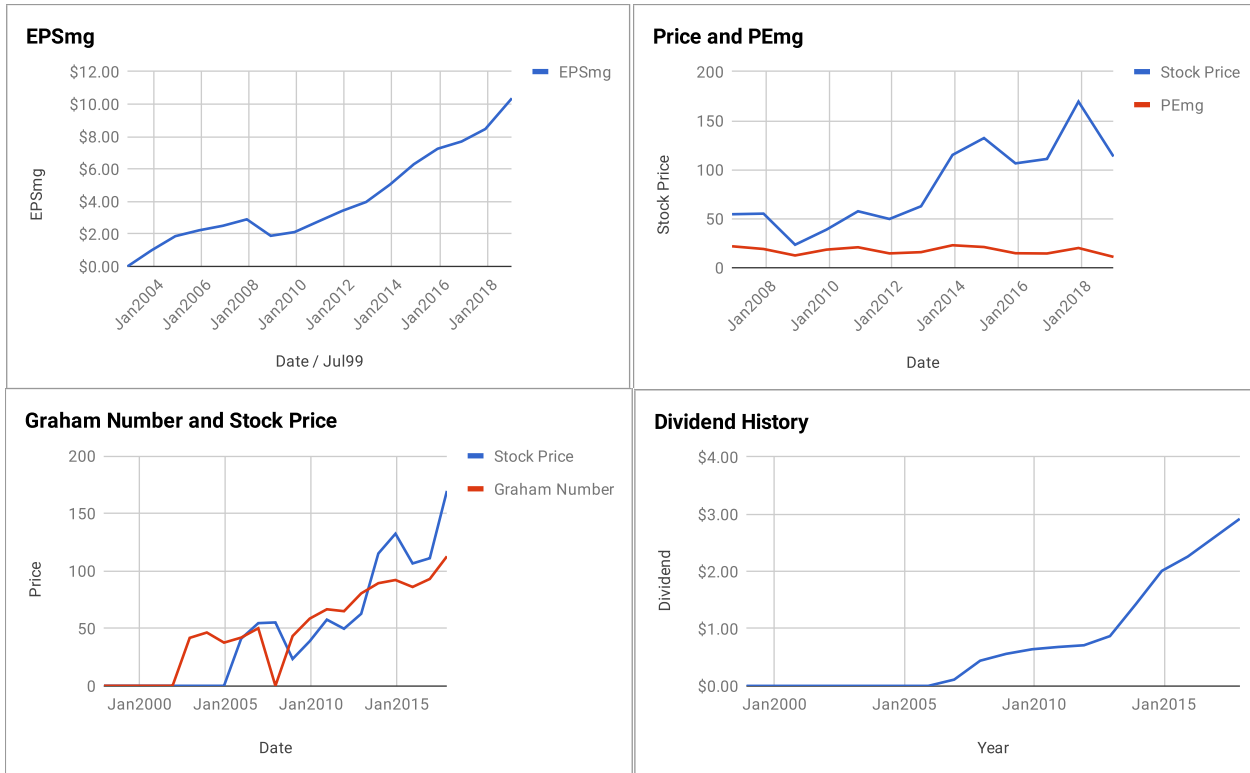 EPSmg
EPSmg
$12.00
$10.00
$8.00
$6.00
$4.00
$2.00
$0.00
EPSmg
Jan2004
Jan2006
Jan2008
Jan2010
Jan2012
Jan2014
Jan2016
Jan2018
Date / Jul99
Price and PEmg
Stock Price
PEmg
200
150
100
50
0
Stock Price
Jan2008
Jan2010
Jan2012
Jan2014
Jan2016
Jan2018
Date
Graham Number and Stock Price
Stock Price
Graham Number
200
150
100
50
0
Price
Jan2000
Jan2005
Jan2010
Jan2015
Date
Dividend History
$4.00
$3.00
$2.00
$1.00
$0.00
Dividend
Jan2000
Jan2005
Jan2010
Jan2015
Year